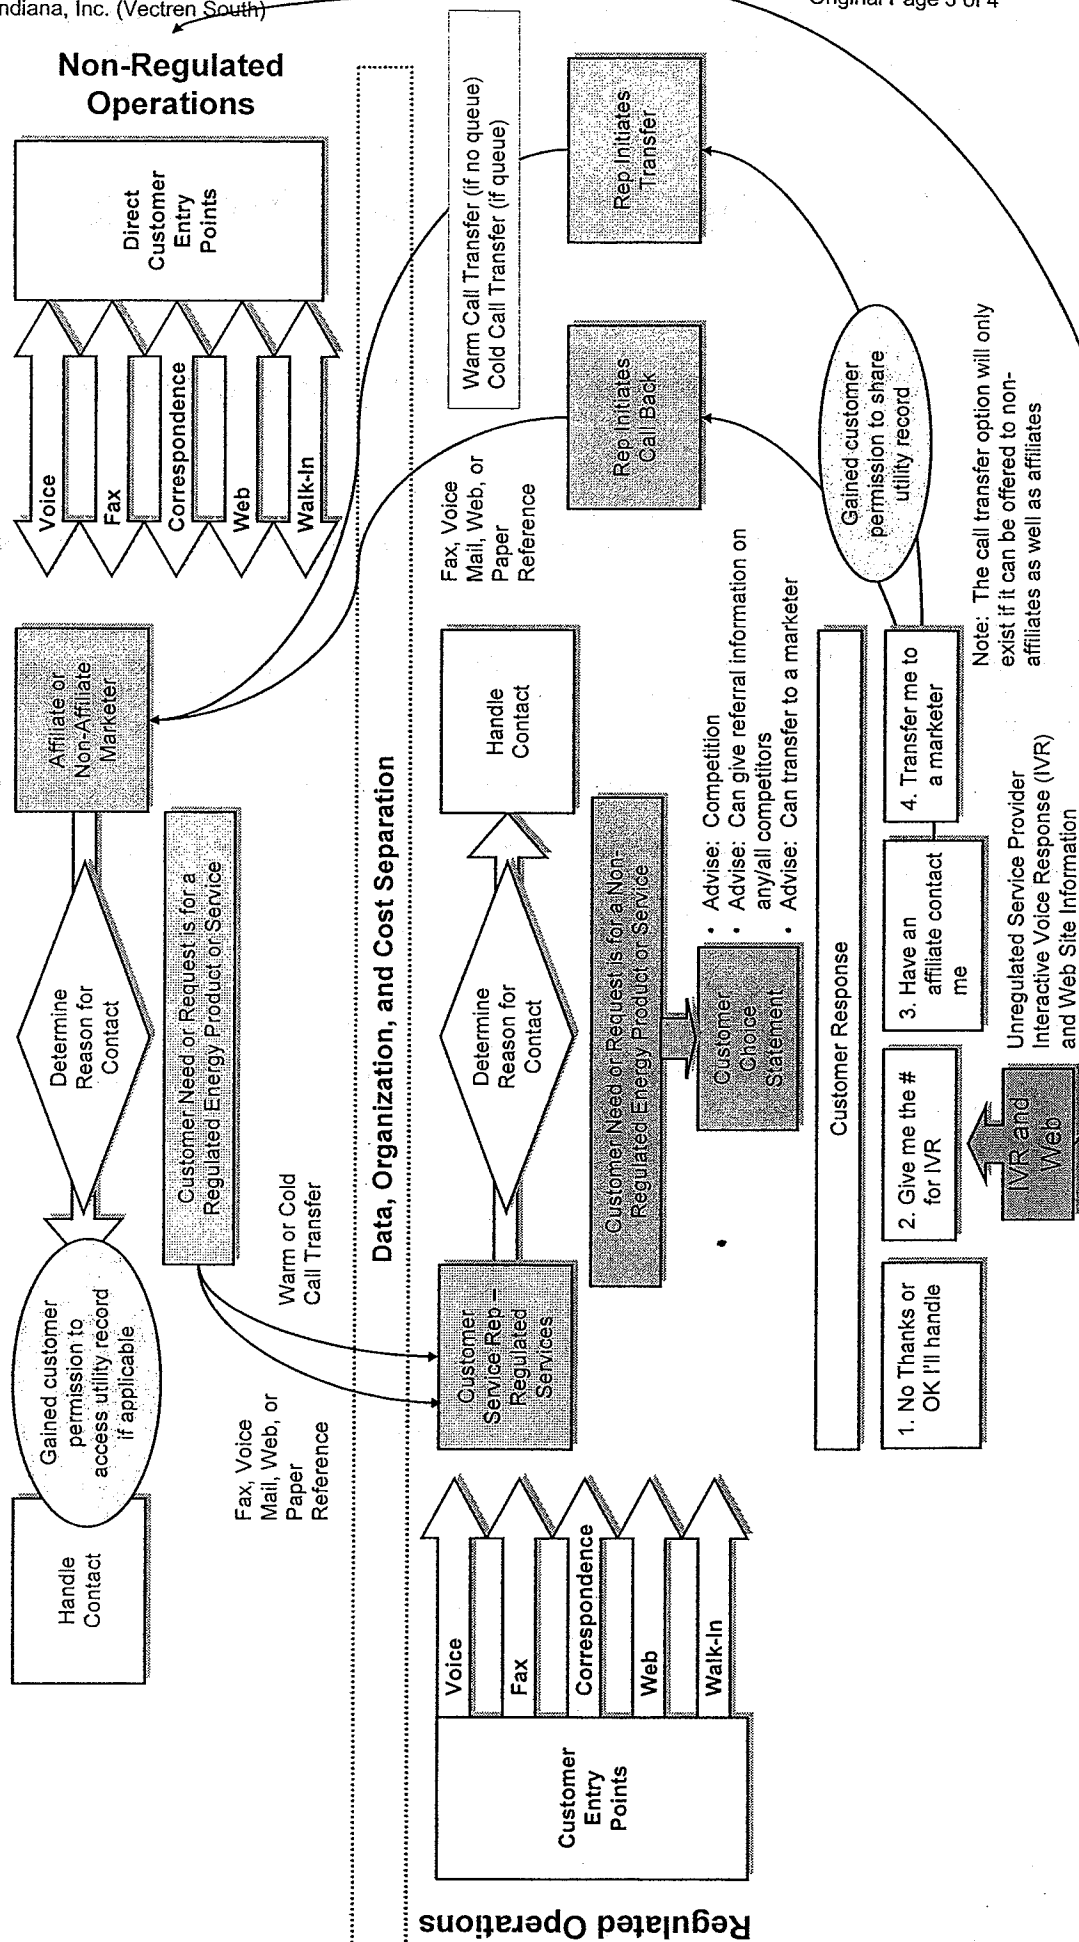 ndiana, Inc. (Vectren South)
Non-Regulated
Operations
Handle
Contact
Gained customer
permission to
access utility record
if applicable
Determine
Reason for
Contact
Affiliate or
Non-Affiliate
Marketer
Voice
Fax
Correspondence
Web
Walk-In
Direct
Customer
Entry
Points
Customer Need or Request is for a
Regulated Energy Product or Service
Fax, Voice
Mail, Web, or
Paper
Reference
Warm or Cold
Call Transfer
Data, Organization, and Cost Separation
Regulated Operations
Customer
Entry
Points
Voice
Fax
Correspondence
Web
Walk-In
Customer
Service Rep –
Regulated
Services
Determine
Reason for
Contact
Handle
Contact
Fax, Voice
Mail, Web, or
Paper
Reference
Warm Call Transfer (if no queue)
Cold Call Transfer (if queue)
Customer Need or Request is for a Non-
Regulated Energy Product or Service
Rep Initiates
Call Back
Rep Initiates
Transfer
Customer
Choice
Statement
• Advise: Competition
• Advise: Can give referral information on
any/all competitors
• Advise: Can transfer to a marketer
Customer Response
Gained customer
permission to share
utility record
1. No Thanks or
OK I'll handle
2. Give me the #
for IVR
3. Have an
affiliate contact
me
4. Transfer me to
a marketer
Note: The call transfer option will only
exist if it can be offered to non-
affiliates as well as affiliates
IVR and
Web
Unregulated Service Provider
Interactive Voice Response (IVR)
and Web Site Information
Original Page 3 of 4